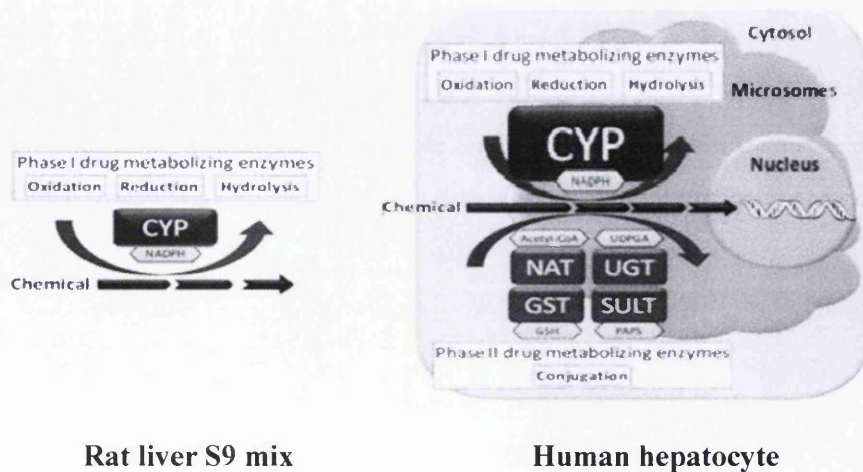 Phase I drug metabolizing enzymes
Oxidation Reduction Hydrolysis
CYP
NADPH
Chemical
Rat liver S9 mix
Cytosol
Phase I drug metabolizing enzymes
Oxidation Reduction Hydrolysis
Microsomes
CYP
NADPH
Nucleus
Chemical
Acetyl-CoA UDPGA
NAT UGT
GST SULT
GSH PAPS
Phase II drug metabolizing enzymes
Conjugation
Human hepatocyte